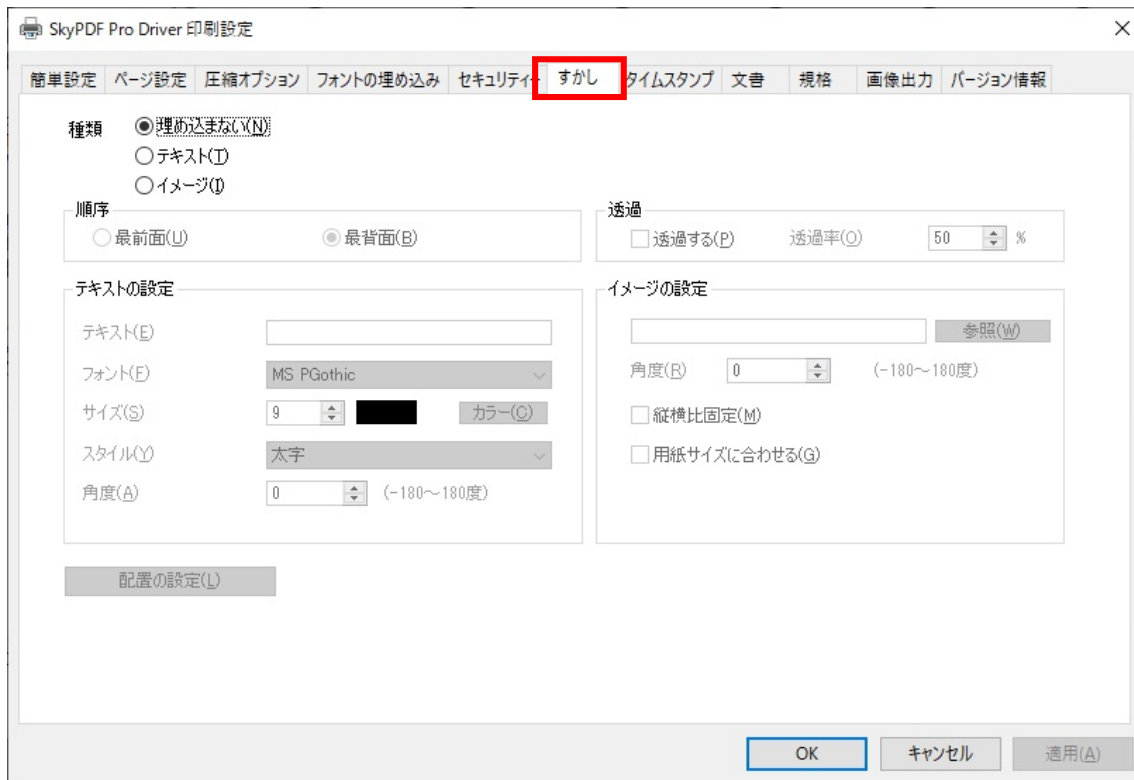 SkyPDF Pro Driver 印刷設定
簡単設定 ページ設定 圧縮オプション フォントの埋め込み セキュリティー すかし タイムスタンプ 文書 規格 画像出力 バージョン情報
種類 埋め込まない(N)
テキスト(T)
イメージ(I)
順序 透過
最前面(U) 最背面(B) 透過する(P) 透過率(O) 50 %
テキストの設定 イメージの設定
テキスト(E) 参照(W)
フォント(F) MS PGothic 角度(R) 0 (-180～180度)
サイズ(S) 9 カラー(C) 縦横比固定(M)
スタイル(Y) 太字 用紙サイズに合わせる(G)
角度(A) 0 (-180～180度)
配置の設定(L)
OK キャンセル 適用(A)